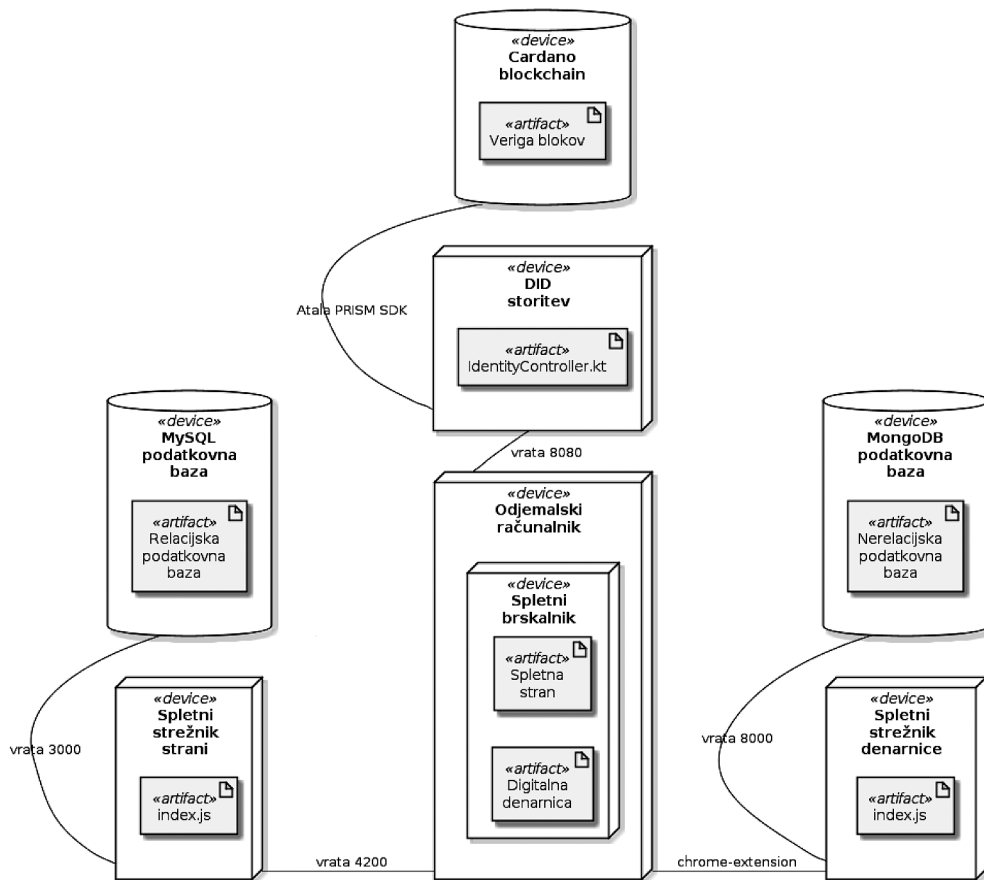 «device»
Cardano
blockchain
«artifact»
Veriga blokov
«device»
DID
storitev
Atala PRISM SDK
«artifact»
IdentityController.kt
«device»
MySQL
podatkovna
baza
«artifact»
Relacijska
podatkovna
baza
vrata 8080
«device»
Odjemalski
računalnik
«device»
Spletni
brskalnik
«artifact»
Spletna
stran
«artifact»
Digitalna
denarnica
«device»
MongoDB
podatkovna
baza
«artifact»
Nerelacijska
podatkovna
baza
«device»
Spletni
strežnik
strani
vrata 3000
«artifact»
index.js
vrata 4200
«device»
Spletni
strežnik
denarnice
vrata 8000
«artifact»
index.js
chrome-extension